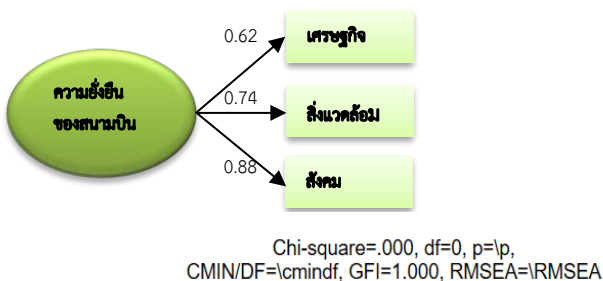 0.62
เศรษฐกิจ
ความยั่งยืน
ของสนามบิน
0.74
สิ่งแวดล้อม
0.88
สังคม
Chi-square=.000, df=0, p=\p,
CMIN/DF=\cmindf, GFI=1.000, RMSEA=\RMSEA